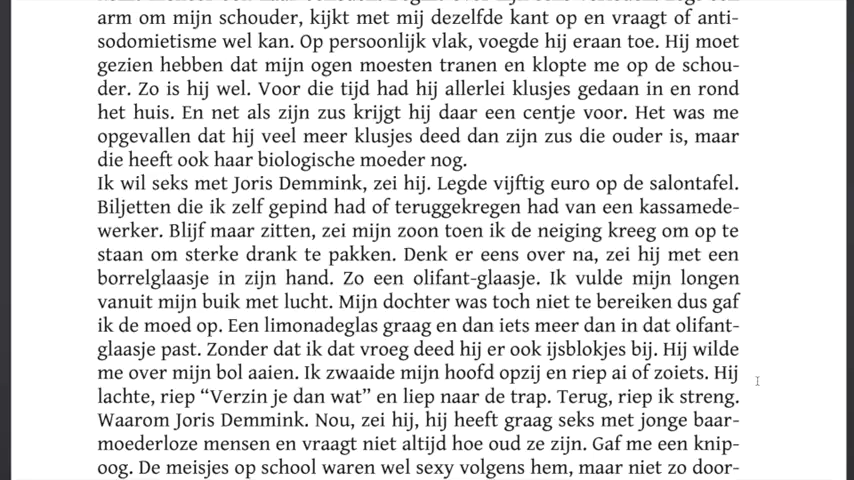 arm om mijn schouder, kijkt met mij dezelfde kant op en vraagt of anti-
sodomietisme wel kan. Op persoonlijk vlak, voegde hij eraan toe. Hij moet
gezien hebben dat mijn ogen moesten tranen en klopte me op de schou-
der. Zo is hij wel. Voor die tijd had hij allerlei klusjes gedaan in en rond
het huis. En net als zijn zus krijgt hij daar een centje voor. Het was me
opgevallen dat hij veel meer klusjes deed dan zijn zus die ouder is, maar
die heeft ook haar biologische moeder nog.
Ik wil seks met Joris Demmink, zei hij. Legde vijftig euro op de salontafel.
Biljetten die ik zelf gepind had of teruggekregen had van een kassamede-
werker. Blijf maar zitten, zei mijn zoon toen ik de neiging kreeg om op te
staan om sterke drank te pakken. Denk er eens over na, zei hij met een
borrelglaasje in zijn hand. Zo een olifant-glaasje. Ik vulde mijn longen
vanuit mijn buik met lucht. Mijn dochter was toch niet te bereiken dus gaf
ik de moed op. Een limonadeglas graag en dan iets meer dan in dat olifant-
glaasje past. Zonder dat ik dat vroeg deed hij er ook ijsblokjes bij. Hij wilde
me over mijn bol aaien. Ik zwaaide mijn hoofd opzij en riep ai of zoiets. Hij
lachte, riep “Verzin je dan wat” en liep naar de trap. Terug, riep ik streng.
Waarom Joris Demmink. Nou, zei hij, hij heeft graag seks met jonge baar-
moederloze mensen en vraagt niet altijd hoe oud ze zijn. Gaf me een knip-
oog. De meisjes op school waren wel sexy volgens hem, maar niet zo door-